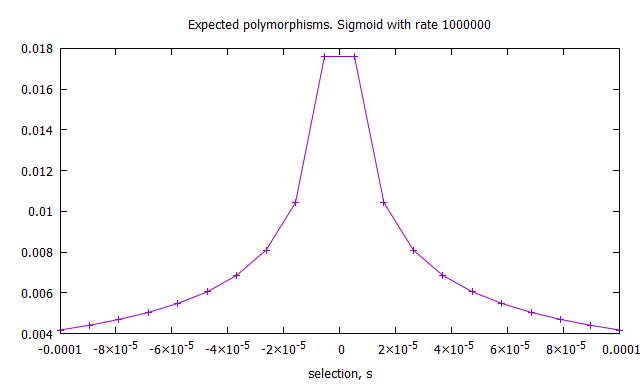 Expected polymorphisms. Sigmoid with rate 1000000
0.018
0.016
0.014
0.012
0.01
0.008
0.006
0.004
-0.0001 -8×10⁻⁵ -6×10⁻⁵ -4×10⁻⁵ -2×10⁻⁵ 0 2×10⁻⁵ 4×10⁻⁵ 6×10⁻⁵ 8×10⁻⁵ 0.0001
selection, s